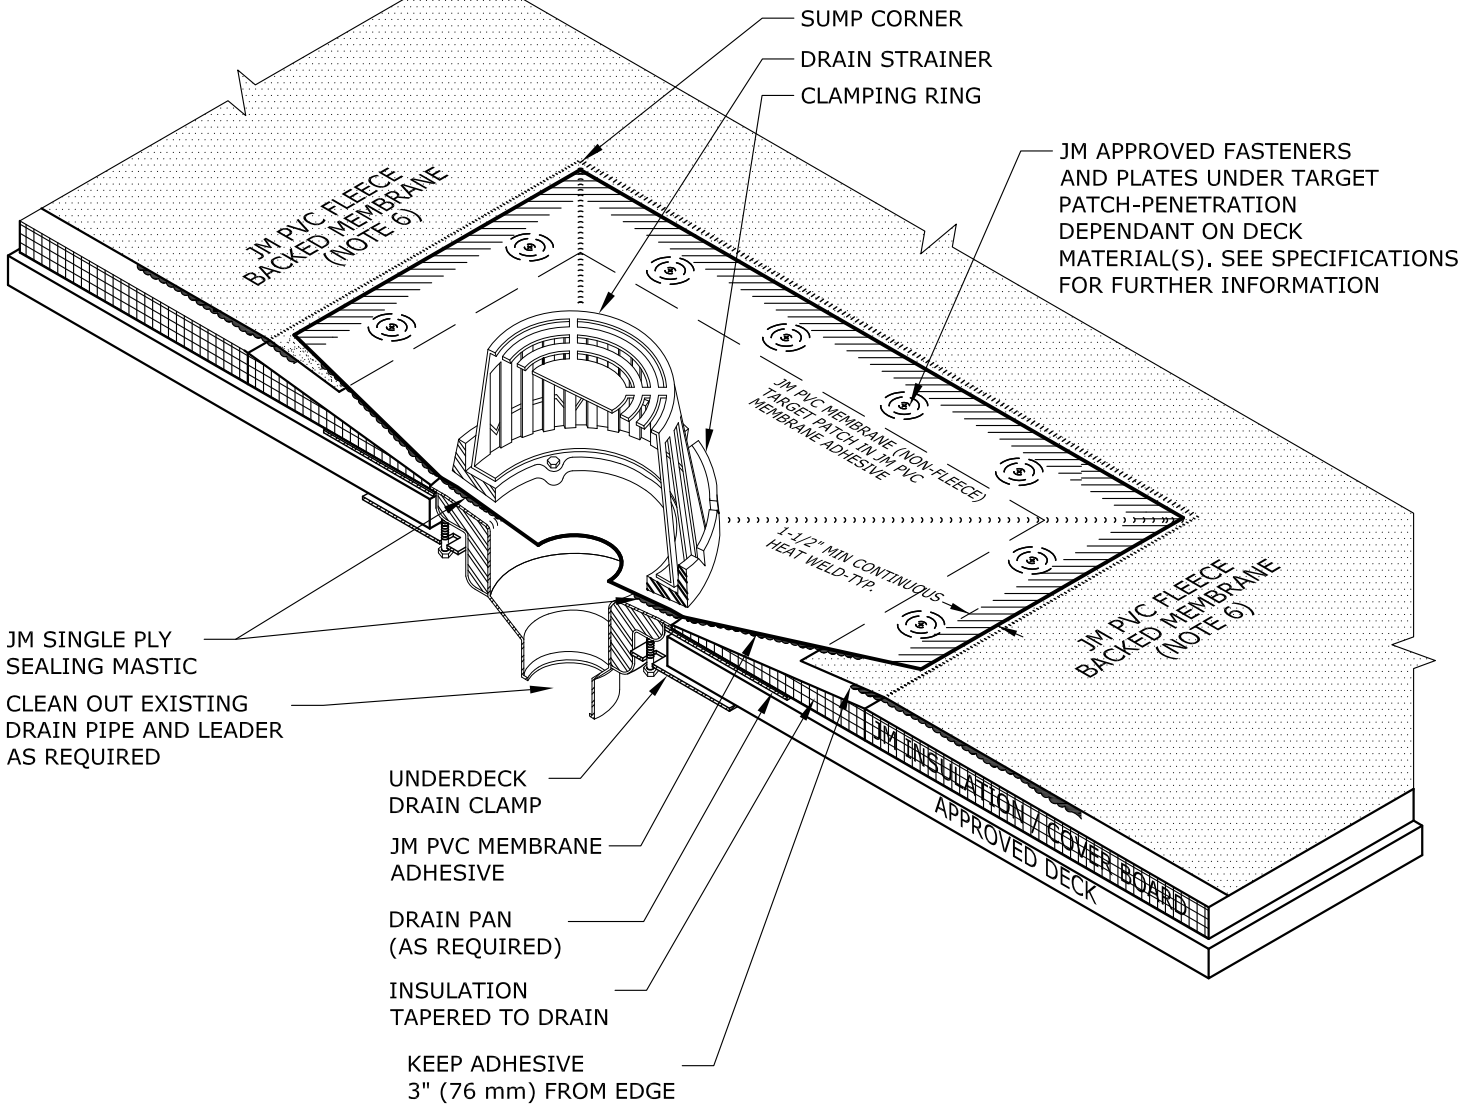 SUMP CORNER
DRAIN STRAINER
CLAMPING RING
JM APPROVED FASTENERS
AND PLATES UNDER TARGET
PATCH-PENETRATION
DEPENDANT ON DECK
MATERIAL(S). SEE SPECIFICATIONS
FOR FURTHER INFORMATION
JM PVC FLEECE
BACKED MEMBRANE
(NOTE 6)
S
S
S
S
S
S
S
S
JM PVC MEMBRANE (NON-FLEECE)
TARGET PATCH IN JM PVC
MEMBRANE ADHESIVE
1-1/2" MIN CONTINUOUS
HEAT WELD-TYP.
JM PVC FLEECE
BACKED MEMBRANE
(NOTE 6)
JM SINGLE PLY
SEALING MASTIC
CLEAN OUT EXISTING
DRAIN PIPE AND LEADER
AS REQUIRED
UNDERDECK
DRAIN CLAMP
JM PVC MEMBRANE
ADHESIVE
DRAIN PAN
(AS REQUIRED)
INSULATION
TAPERED TO DRAIN
KEEP ADHESIVE
3" (76 mm) FROM EDGE
JM INSULATION / COVER BOARD
APPROVED DECK